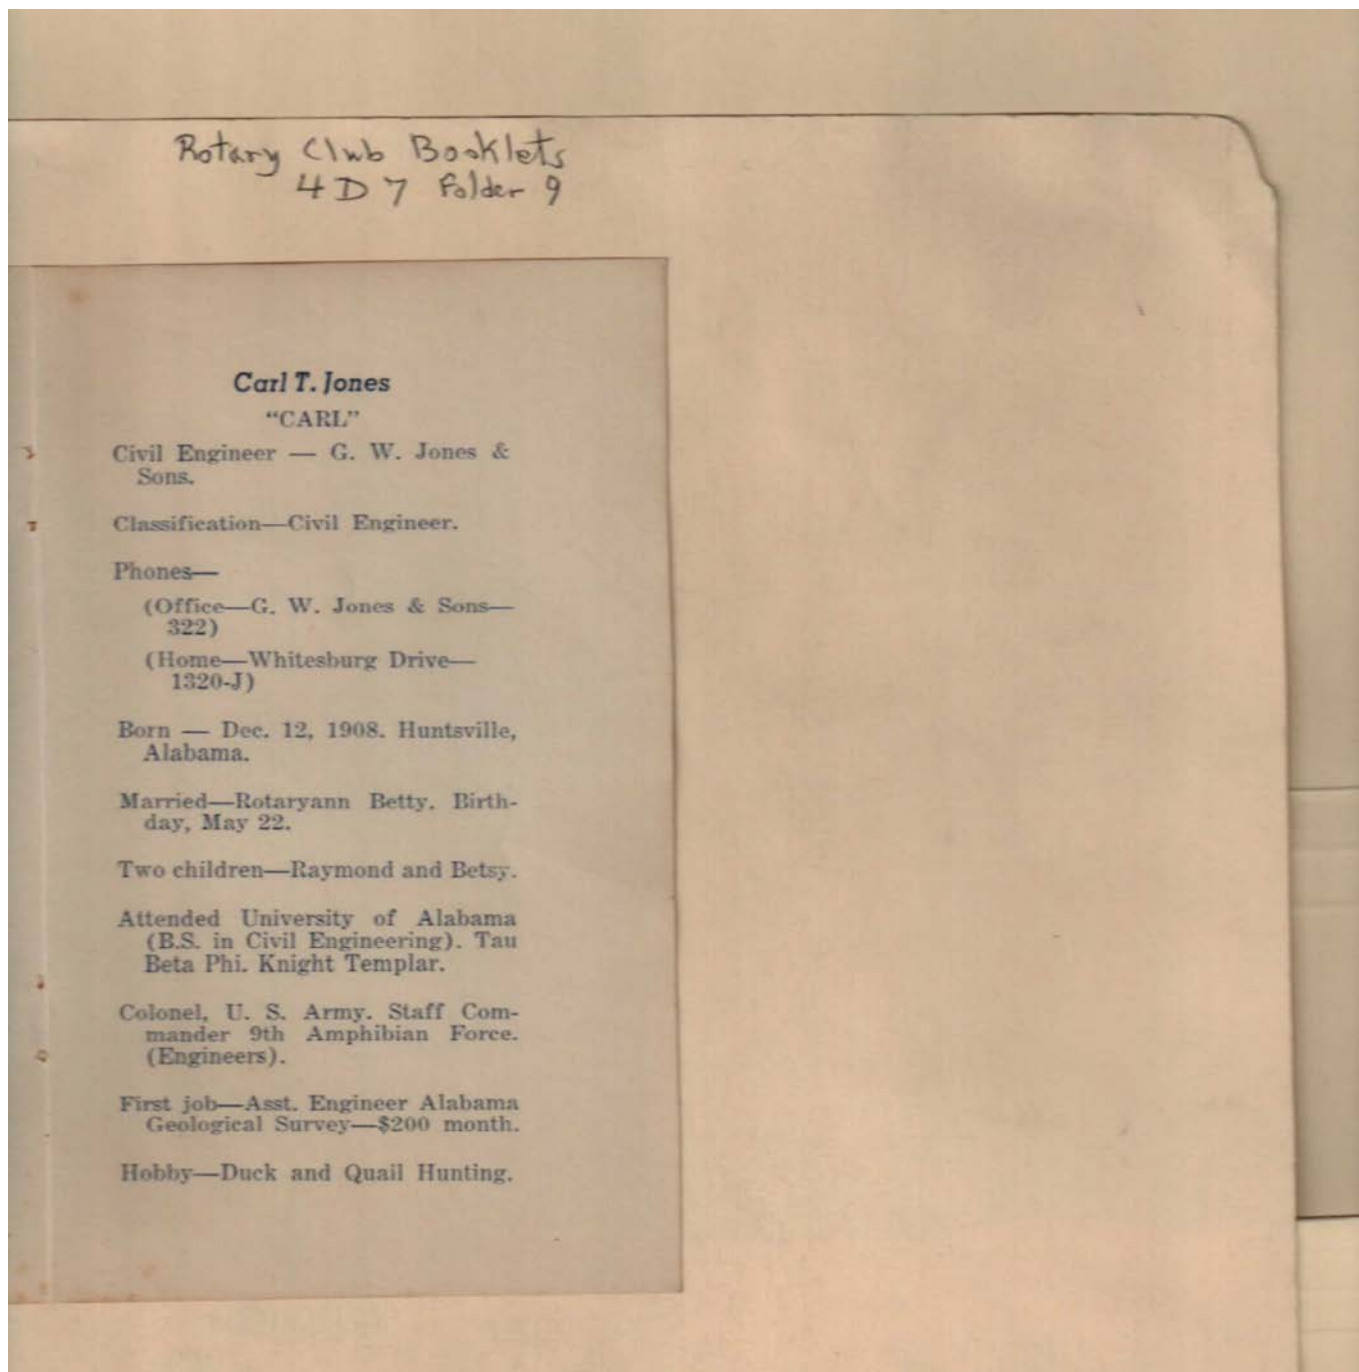 Rotary Club Booklets
4 D 7 Folder 9
Carl T. Jones
“CARL”
Civil Engineer — G. W. Jones &
Sons.
Classification—Civil Engineer.
Phones—
(Office—G. W. Jones & Sons—
322)
(Home—Whitesburg Drive—
1320-J)
Born — Dec. 12, 1908. Huntsville,
Alabama.
Married—Rotaryann Betty. Birth-
day, May 22.
Two children—Raymond and Betsy.
Attended University of Alabama
(B.S. in Civil Engineering). Tau
Beta Phi. Knight Templar.
Colonel, U. S. Army. Staff Com-
mander 9th Amphibian Force.
(Engineers).
First job—Asst. Engineer Alabama
Geological Survey—$200 month.
Hobby—Duck and Quail Hunting.